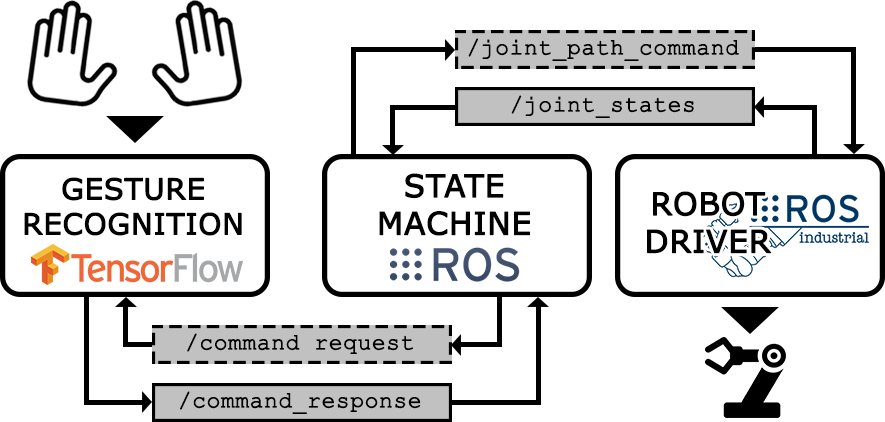 /joint_path_command
/joint_states
GESTURE
RECOGNITION
TensorFlow
STATE
MACHINE
ROS
ROBOT
DRIVER
ROS
industrial
/command request
/command_response